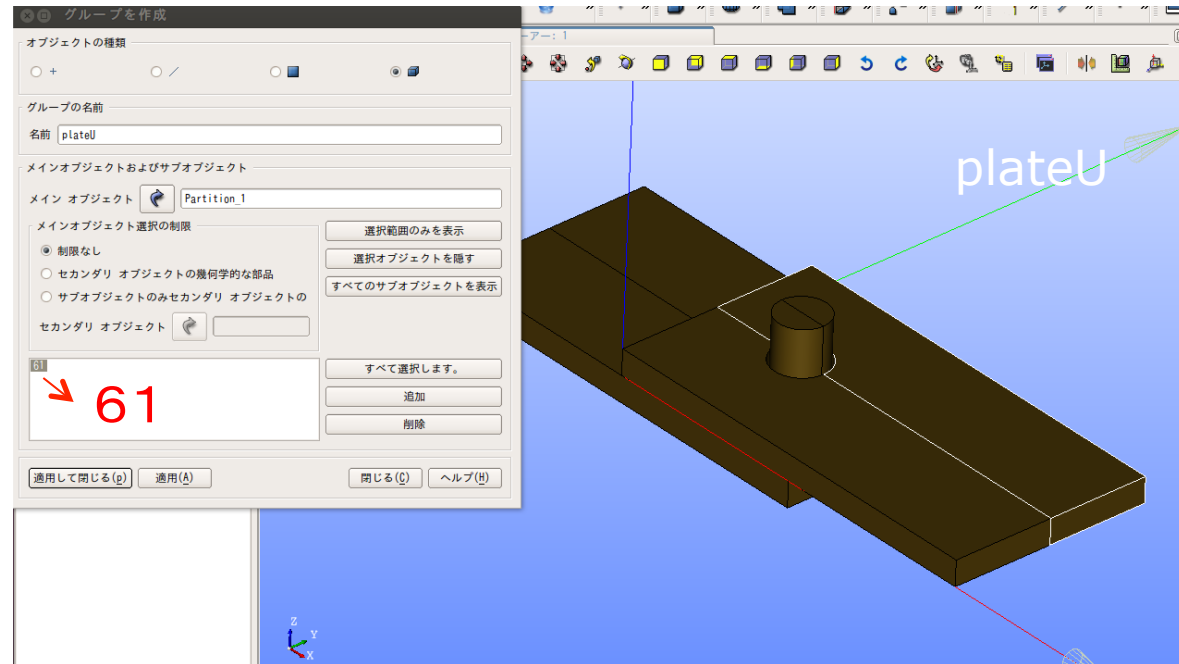 グループを作成
オブジェクトの種類
グループの名前
名前 plateU
メインオブジェクトおよびサブオブジェクト
メイン オブジェクト Partition_1
メインオブジェクト選択の制限
制限なし
セカンダリ オブジェクトの幾何学的な部品
サブオブジェクトのみセカンダリ オブジェクトの
セカンダリ オブジェクト
選択範囲のみを表示
選択オブジェクトを隠す
すべてのサブオブジェクトを表示
61
61
すべて選択します。
追加
削除
適用して閉じる(p) 適用(A) 閉じる(C) ヘルプ(H)
ーアー: 1
plateU
Z
Y
X